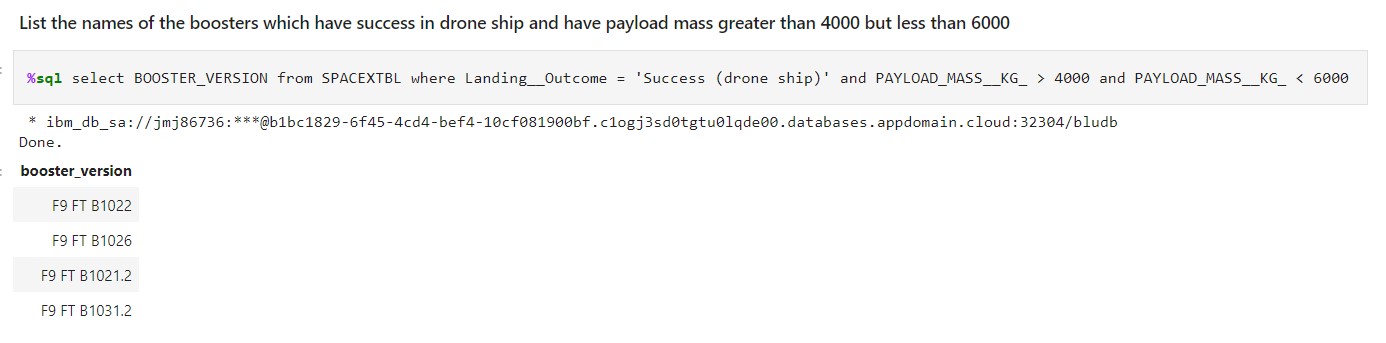 List the names of the boosters which have success in drone ship and have payload mass greater than 4000 but less than 6000
%sql select BOOSTER_VERSION from SPACEXTBL where Landing__Outcome = 'Success (drone ship)' and PAYLOAD_MASS__KG_ > 4000 and PAYLOAD_MASS__KG_ < 6000
* ibm_db_sa://jmj86736:***@b1bc1829-6f45-4cd4-bef4-10cf081900bf.c1ogj3sd0tgtu0lqde00.databases.appdomain.cloud:32304/bludb
Done.
booster_version
F9 FT B1022
F9 FT B1026
F9 FT B1021.2
F9 FT B1031.2